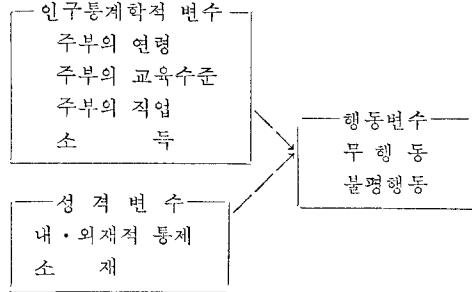 인구통계학적 변수
주부의 연령
주부의 교육수준
주부의 직업
소 득
행동변수
무 행 동
불평행동
성 격 변 수
내·외재적 통제
소 재